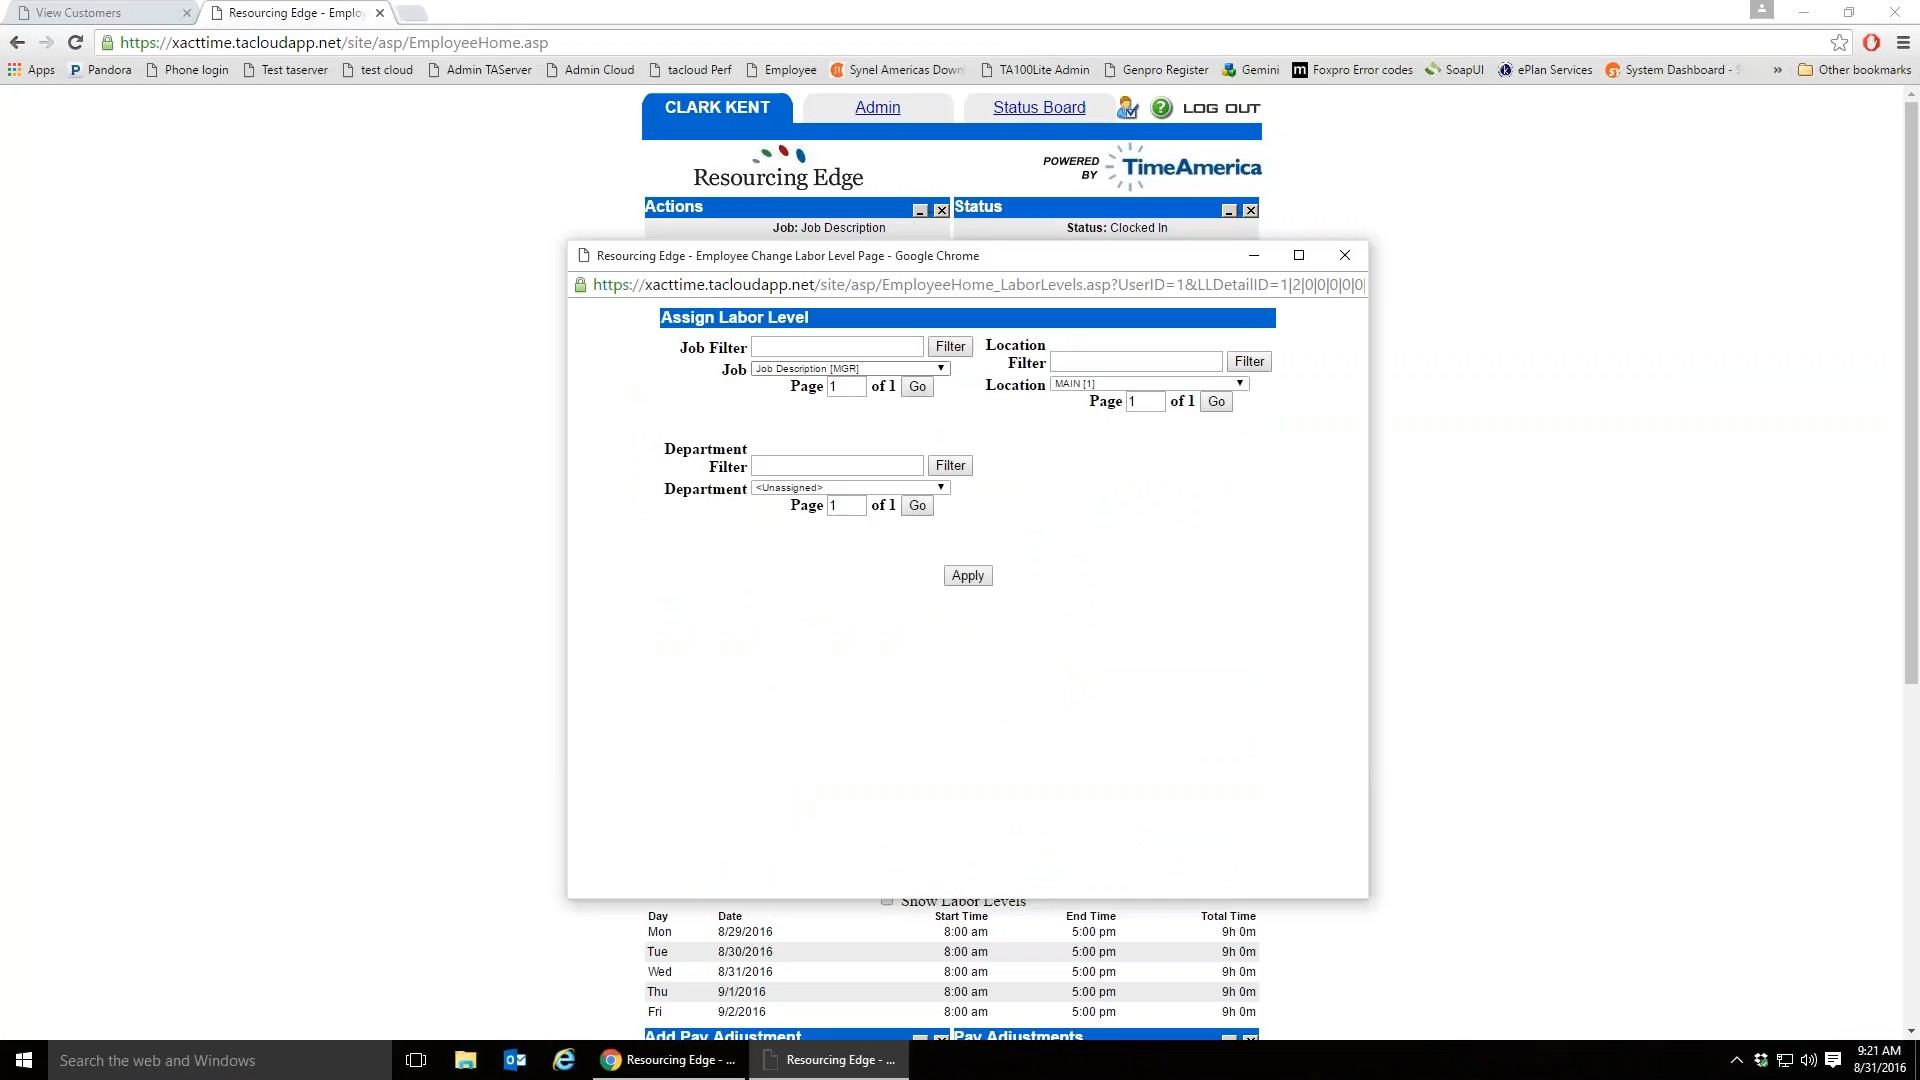 View Customers
Resourcing Edge - Emplo
https://xacttime.tacloudapp.net/site/asp/EmployeeHome.asp
Apps Pandora Phone login Test taserver test cloud Admin TAServer Admin Cloud tacloud Perf Employee Synel Americas Down TA100Lite Admin Genpro Register Gemini Foxpro Error codes SoapUI ePlan Services System Dashboard - » Other bookmarks
CLARK KENT Admin Status Board LOG OUT
Resourcing Edge
POWERED
BY
TimeAmerica
Actions
Status
Job: Job Description
Status: Clocked In
Resourcing Edge - Employee Change Labor Level Page - Google Chrome
https://xacttime.tacloudapp.net/site/asp/EmployeeHome_LaborLevels.asp?UserID=1&LLDetailID=1|2|0|0|0|0|0|
Assign Labor Level
Job Filter Filter
Job Job Description [MGR]
Page 1 of 1 Go
Location
Filter Filter
Location MAIN [1]
Page 1 of 1 Go
Department
Filter Filter
Department <Unassigned>
Page 1 of 1 Go
Apply
Show Labor Levels
Day Date Start Time End Time Total Time
Mon 8/29/2016 8:00 am 5:00 pm 9h 0m
Tue 8/30/2016 8:00 am 5:00 pm 9h 0m
Wed 8/31/2016 8:00 am 5:00 pm 9h 0m
Thu 9/1/2016 8:00 am 5:00 pm 9h 0m
Fri 9/2/2016 8:00 am 5:00 pm 9h 0m
Add Pay Adjustment
Pay Adjustments
Search the web and Windows
Resourcing Edge - ...
Resourcing Edge - ...
9:21 AM
8/31/2016